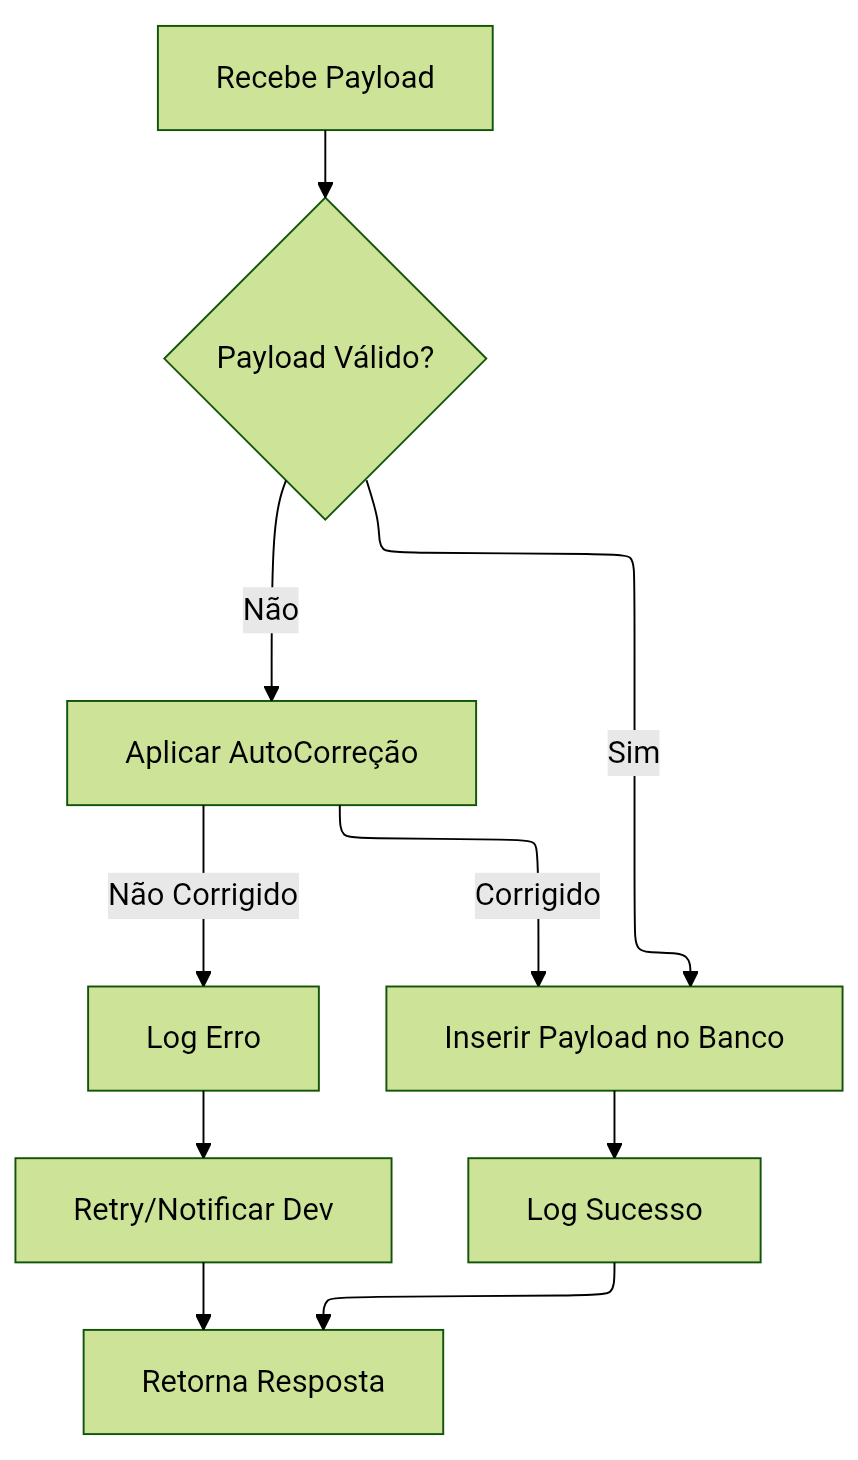 Recebe Payload
Payload Válido?
Não
Aplicar AutoCorreção
Sim
Não Corrigido
Corrigido
Log Erro
Inserir Payload no Banco
Retry/Notificar Dev
Log Sucesso
Retorna Resposta